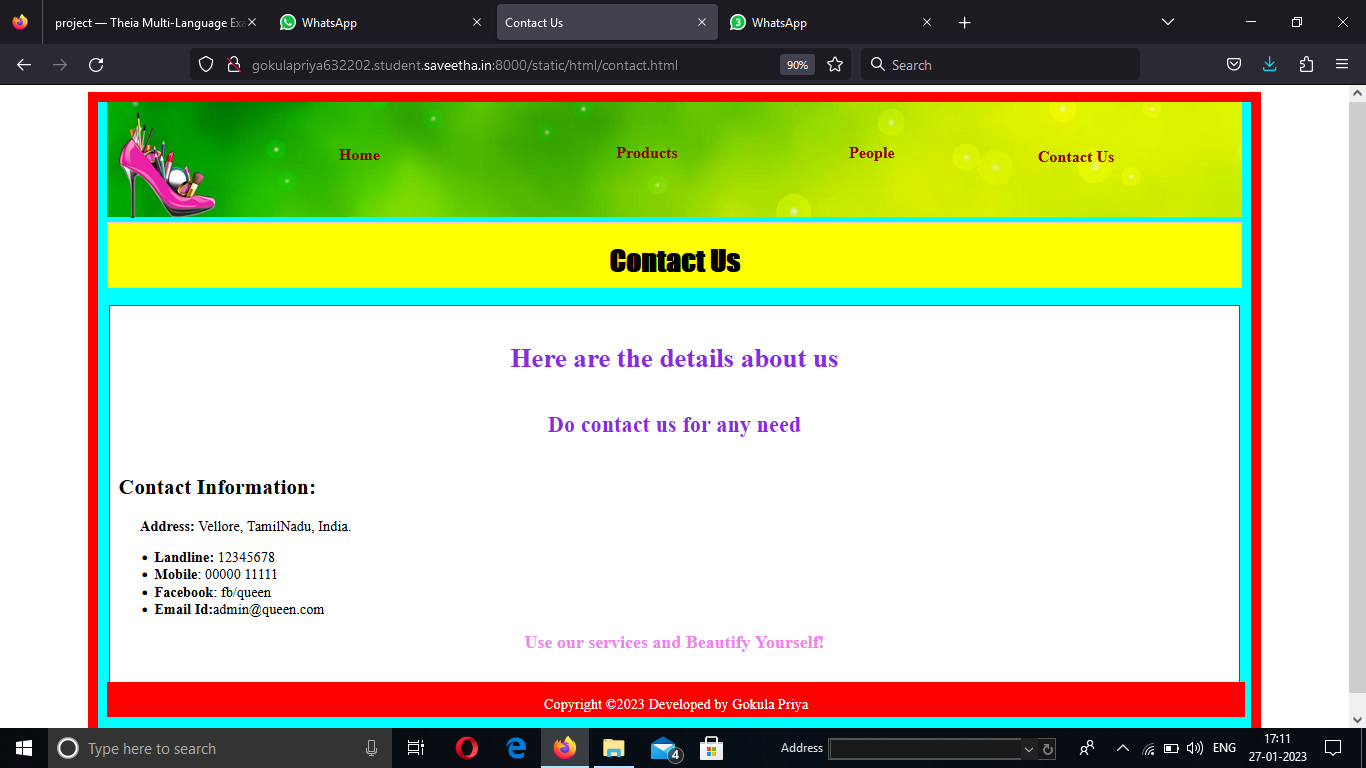 project — Theia Multi-Language Exa
WhatsApp
Contact Us
3
WhatsApp
gokulapriya632202.student.saveetha.in:8000/static/html/contact.html
90%
Search
Home
Products
People
Contact Us
Contact Us
Here are the details about us
Do contact us for any need
Contact Information:
Address: Vellore, TamilNadu, India.
Landline: 12345678
Mobile: 00000 11111
Facebook: fb/queen
Email Id:admin@queen.com
Use our services and Beautify Yourself!
Copyright ©2023 Developed by Gokula Priya
Type here to search
4
Address
ENG
17:11
27-01-2023